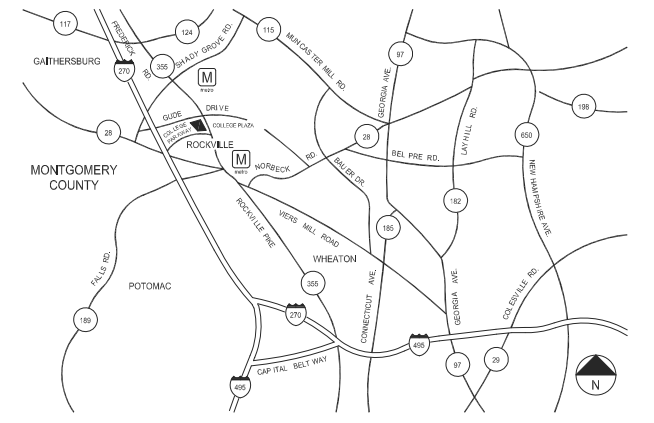 117
FREDERICK RD.
124
SHADY GROVE RD.
115
MUNCASTER MILL RD.
97
GEORGIA AVE.
GAITHERSBURG
270
355
M
metro
198
GUDE DRIVE
COLLEGE PARKWAY
COLLEGE PLAZA
28
ROCKVILLE
M
metro
NORBECK RD.
28
BAUER DR.
BEL PRE RD.
LAYHILL RD.
650
NEW HAMPSHIRE AVE.
MONTGOMERY
COUNTY
182
ROCKVILLE PIKE
VIERS MILL ROAD
185
WHEATON
FALLS RD.
POTOMAC
355
CONNECTICUT AVE.
GEORGIA AVE.
COLESVILLE RD.
189
270
495
CAPITAL BELTWAY
495
97
29
N